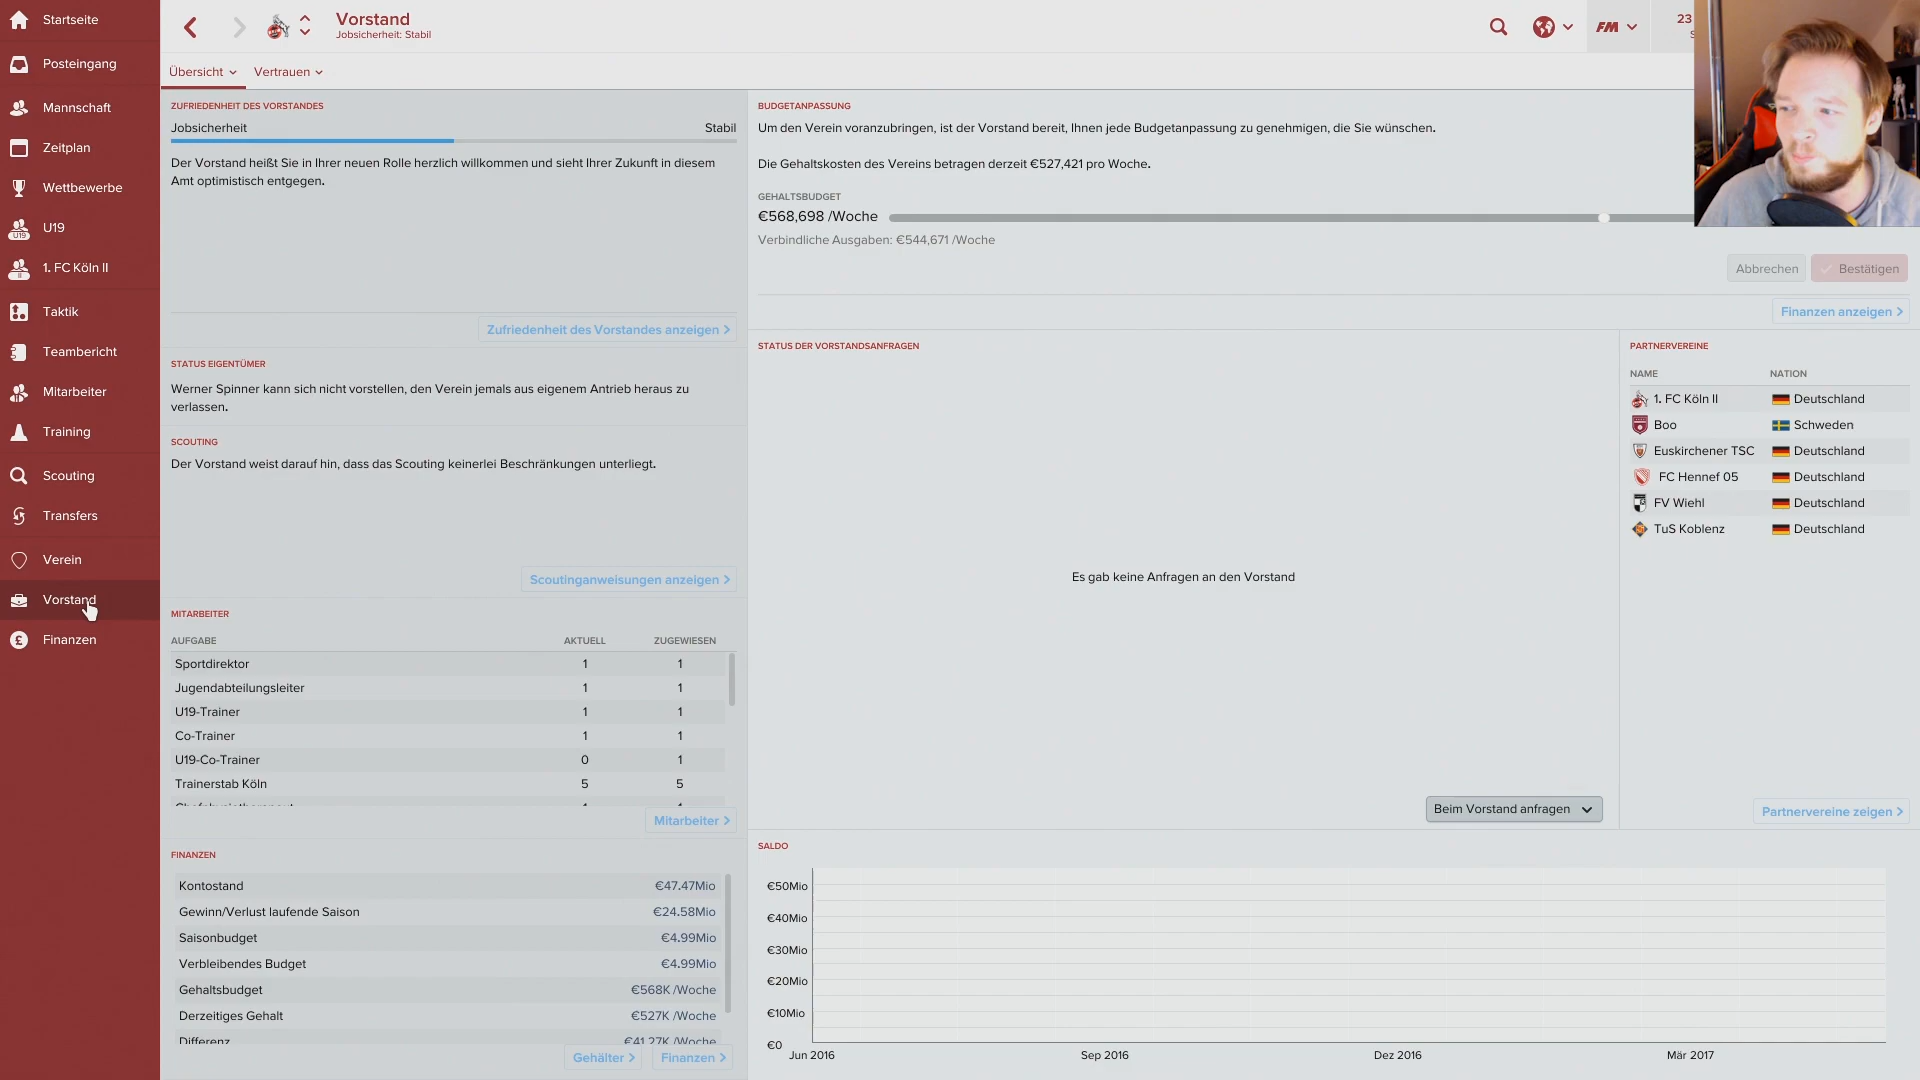 Startseite
Posteingang
Mannschaft
Zeitplan
Wettbewerbe
U19
1. FC Köln II
Taktik
Teambericht
Mitarbeiter
Training
Scouting
Transfers
Verein
Vorstand
Finanzen
Vorstand
Jobsicherheit: Stabil
FM
23
Übersicht
Vertrauen
ZUFRIEDENHEIT DES VORSTANDES
Jobsicherheit Stabil
Der Vorstand heißt Sie in Ihrer neuen Rolle herzlich willkommen und sieht Ihrer Zukunft in diesem
Amt optimistisch entgegen.
Zufriedenheit des Vorstandes anzeigen >
STATUS EIGENTÜMER
Werner Spinner kann sich nicht vorstellen, den Verein jemals aus eigenem Antrieb heraus zu
verlassen.
SCOUTING
Der Vorstand weist darauf hin, dass das Scouting keinerlei Beschränkungen unterliegt.
Scoutinganweisungen anzeigen >
MITARBEITER
AUFGABE AKTUELL ZUGEWIESEN
Sportdirektor 1 1
Jugendabteilungsleiter 1 1
U19-Trainer 1 1
Co-Trainer 1 1
U19-Co-Trainer 0 1
Trainerstab Köln 5 5
Mitarbeiter >
FINANZEN
Kontostand €47.47Mio
Gewinn/Verlust laufende Saison €24.58Mio
Saisonbudget €4.99Mio
Verbleibendes Budget €4.99Mio
Gehaltsbudget €568K /Woche
Derzeitiges Gehalt €527K /Woche
Differenz €41.27K /Woche
Gehälter > Finanzen >
BUDGETANPASSUNG
Um den Verein voranzubringen, ist der Vorstand bereit, Ihnen jede Budgetanpassung zu genehmigen, die Sie wünschen.
Die Gehaltskosten des Vereins betragen derzeit €527,421 pro Woche.
GEHALTSBUDGET
€568,698 /Woche
Verbindliche Ausgaben: €544,671 /Woche
Abbrechen Bestätigen
Finanzen anzeigen >
STATUS DER VORSTANDSANFRAGEN
Es gab keine Anfragen an den Vorstand
Beim Vorstand anfragen
PARTNERVEREINE
NAME NATION
1. FC Köln II Deutschland
Boo Schweden
Euskirchener TSC Deutschland
FC Hennef 05 Deutschland
FV Wiehl Deutschland
TuS Koblenz Deutschland
Partnervereine zeigen >
SALDO
€50Mio
€40Mio
€30Mio
€20Mio
€10Mio
€0
Jun 2016 Sep 2016 Dez 2016 Mär 2017